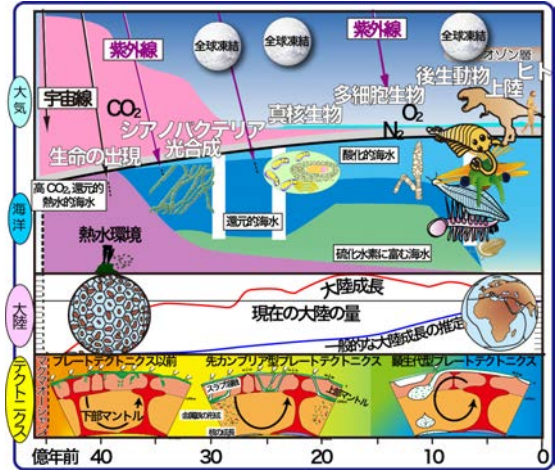 紫外線
全球凍結
全球凍結
紫外線
全球凍結
オゾン層
大気
宇宙線
CO₂
シアノバクテリア
光合成
真核生物
多細胞生物
O₂
N₂
後生動物
上陸
ヒト
生命の出現
酸化的海水
高CO₂,還元的
熱水的海水
海洋
還元的海水
熱水環境
硫化水素に富む海水
大陸
大陸成長
現在の大陸の量
一般的な大陸成長の推定
テクトニクス
プレートテクトニクス以前
先カンブリア型プレートテクトニクス
顕生代型プレートテクトニクス
下部マントル
上部マントル
億年前
40
30
20
10
0